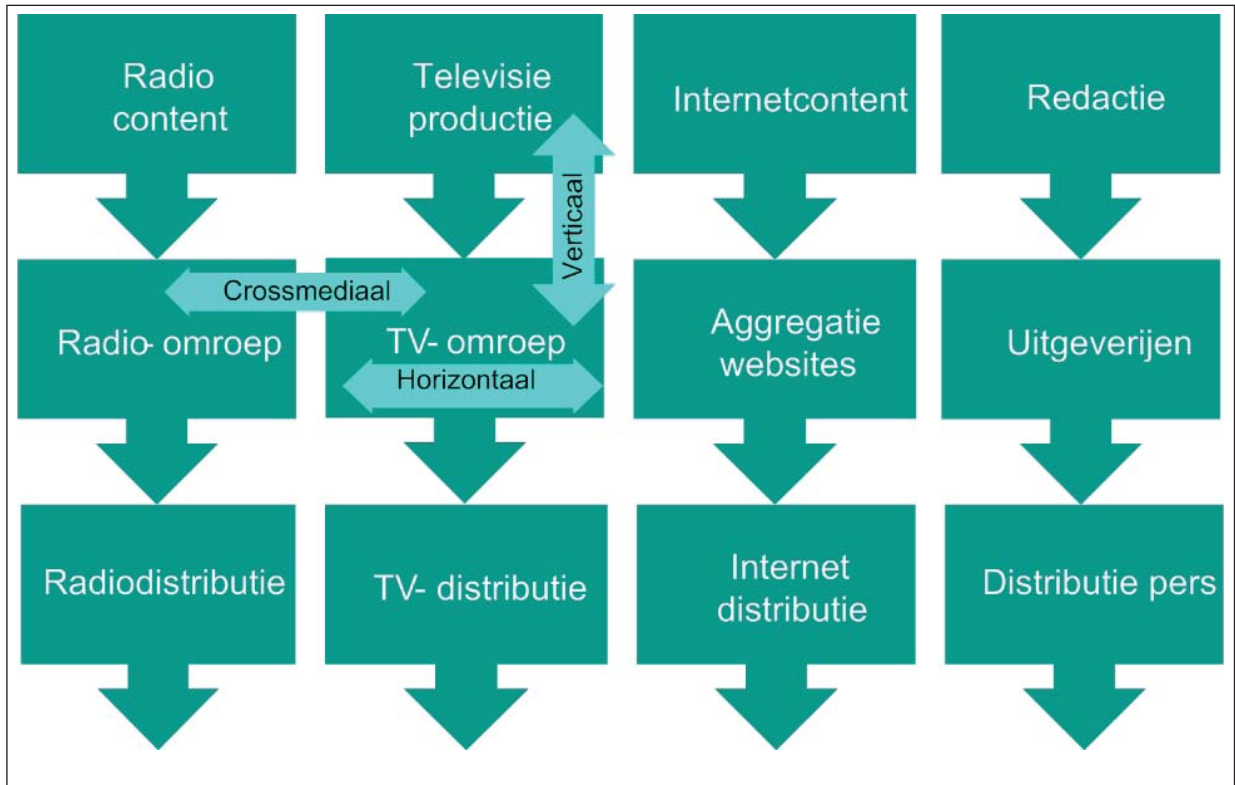 Radio
content
Televisie
productie
Internetcontent
Redactie
Verticaal
Crossmediaal
Radio- omroep
TV- omroep
Horizontaal
Aggregatie
websites
Uitgeverijen
Radiodistributie
TV- distributie
Internet
distributie
Distributie pers